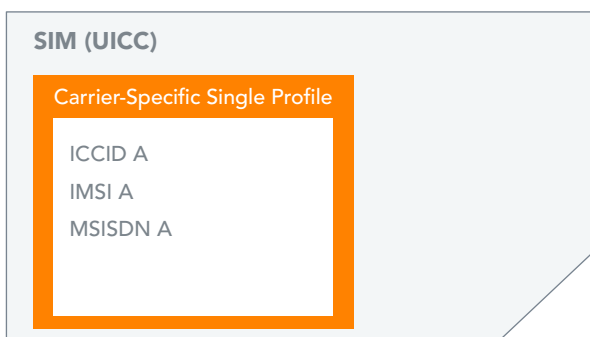 SIM (UICC)
Carrier-Specific Single Profile
ICCID A
IMSI A
MSISDN A